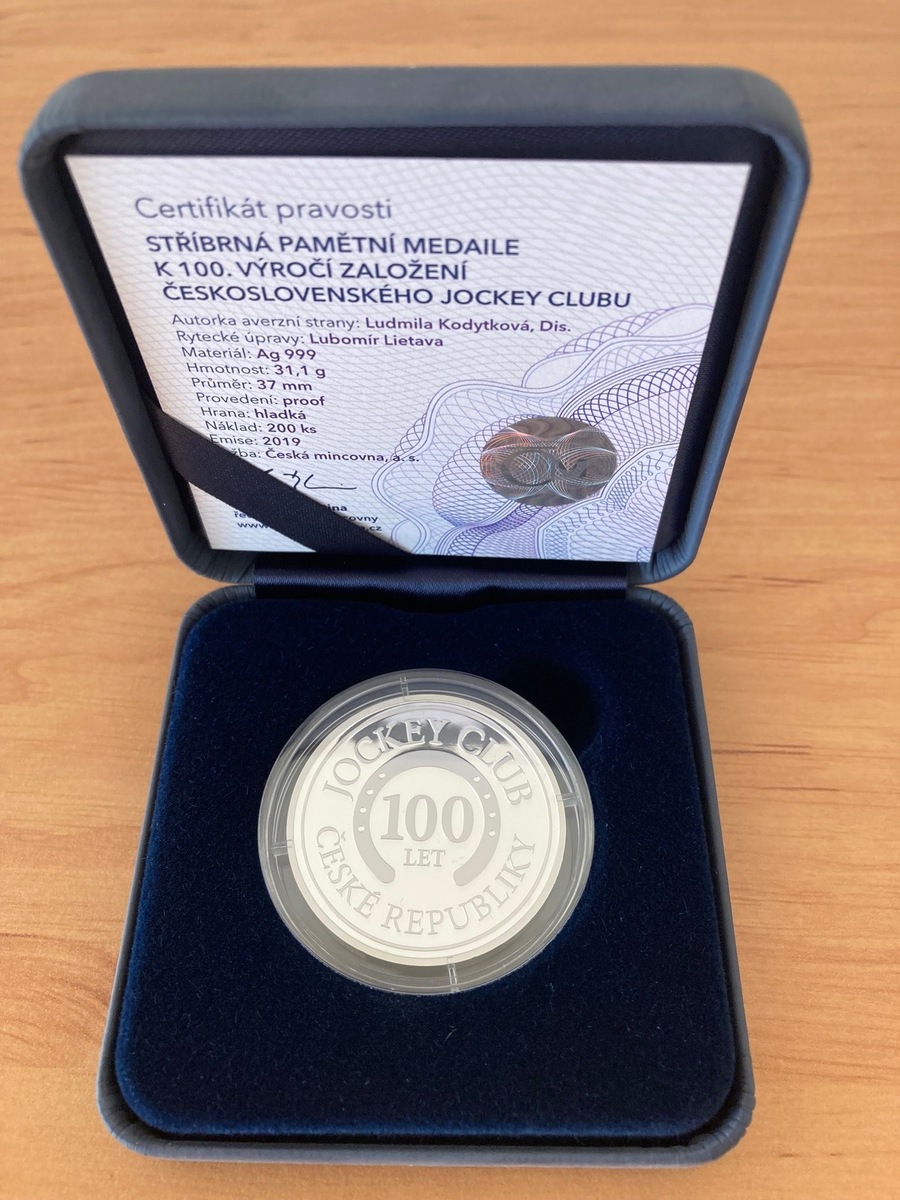 Certifikát pravosti
STŘÍBRNÁ PAMĚTNÍ MEDAILE
K 100. VÝROČÍ ZALOŽENÍ
ČESKOSLOVENSKÉHO JOCKEY CLUBU
Autorka averzní strany: Ludmila Kodytková, Dis.
Rytecké úpravy: Lubomír Lietava
Materiál: Ag 999
Hmotnost: 31,1 g
Průměr: 37 mm
Provedení: proof
Hrana: hladká
Náklad: 200 ks
Emise: 2019
Česká mincovna, a. s.
JOCKEY CLUB
100
LET
ČESKÉ REPUBLIKY